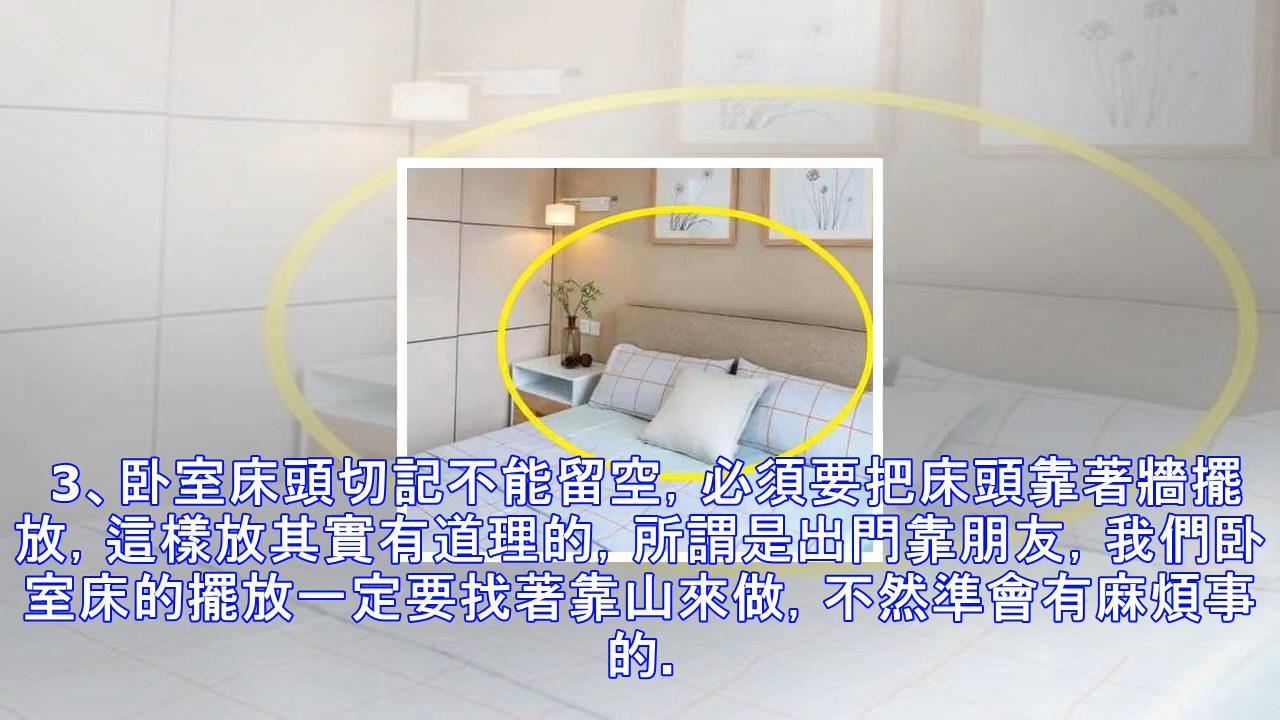 3、卧室床頭切記不能留空, 必須要把床頭靠著牆擺
放, 這樣放其實有道理的, 所謂是出門靠朋友, 我們卧
室床的擺放一定要找著靠山來做, 不然準會有麻煩事
的.